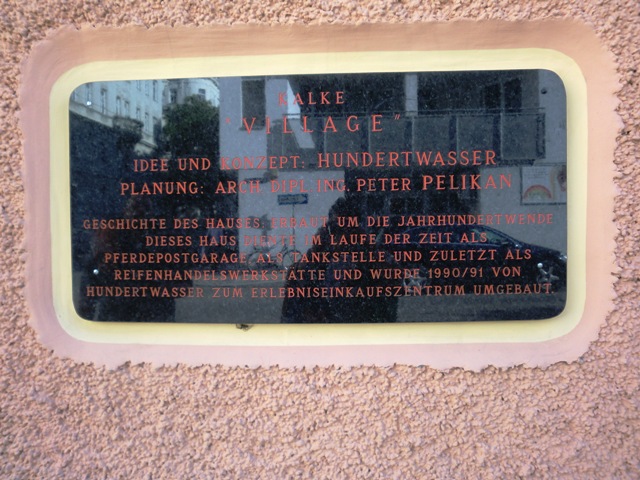 KALKE
"VILLAGE"
IDEE UND KONZEPT: HUNDERTWASSER
PLANUNG: ARCH. DIPL. ING. PETER PELIKAN
GESCHICHTE DES HAUSES: ERBAUT UM DIE JAHRHUNDERTWENDE
DIESES HAUS DIENTE IM LAUFE DER ZEIT ALS
PFERDEPOSTGARAGE, ALS TANKSTELLE UND ZULETZT ALS
REIFENHANDELSWERKSTÄTTE UND WURDE 1990/91 VON
HUNDERTWASSER ZUM ERLEBNISEINKAUFSZENTRUM UMGEBAUT.